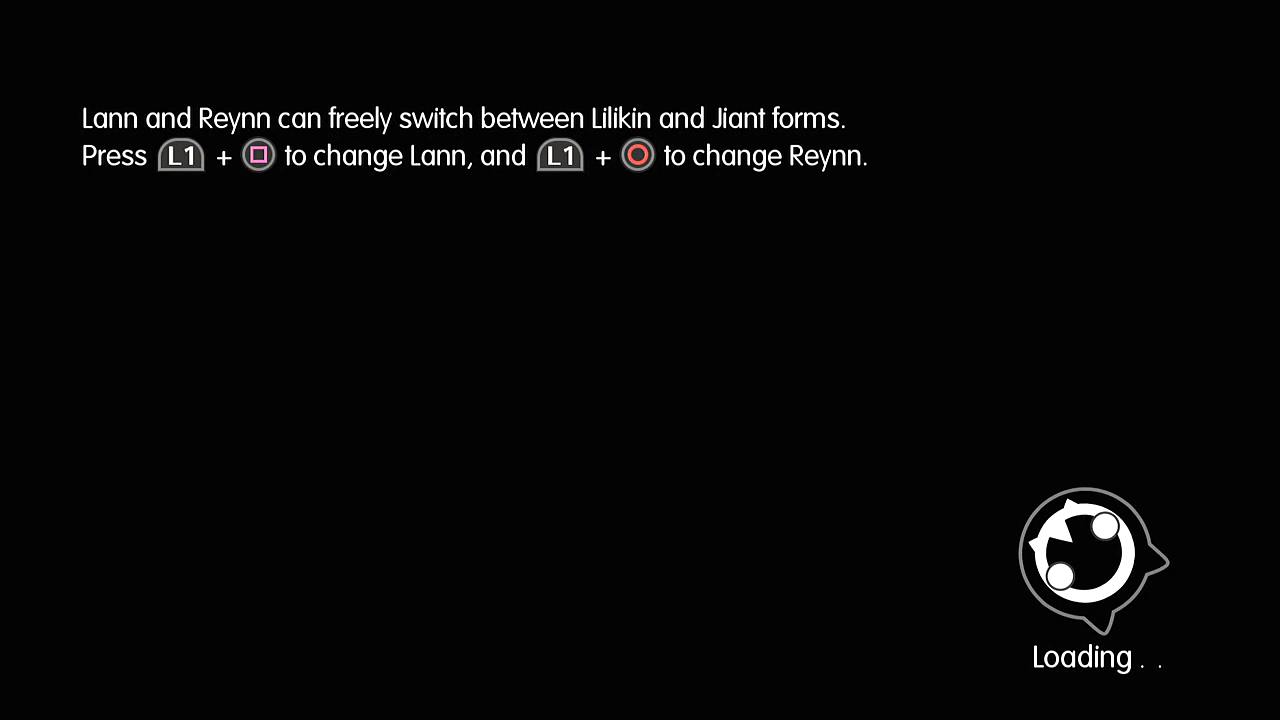 Lann and Reynn can freely switch between Lilikin and Jiant forms.
Press L1 + to change Lann, and L1 + to change Reynn.
Loading . .